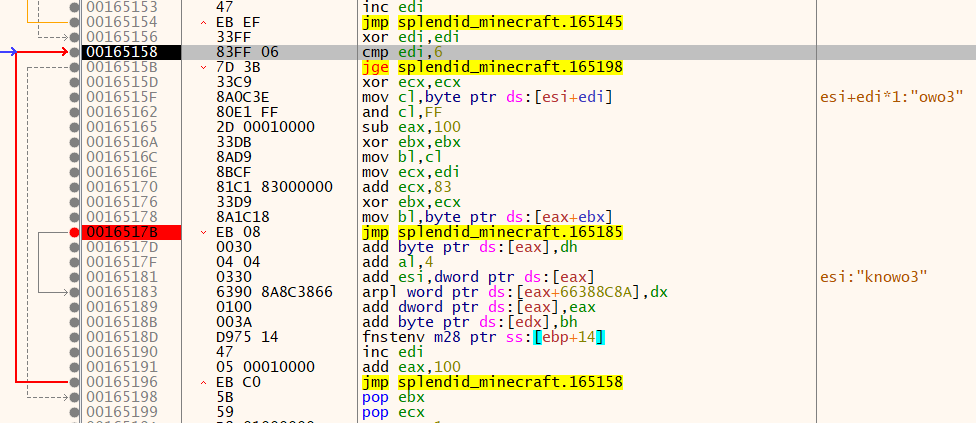 00165153 47 inc edi
00165154 EB EF jmp splendid_minecraft.165145
00165156 33FF xor edi,edi
00165158 83FF 06 cmp edi,6
0016515B 7D 3B jge splendid_minecraft.165198
0016515D 33C9 xor ecx,ecx
0016515F 8A0C3E mov cl,byte ptr ds:[esi+edi] esi+edi*1:"owo3"
00165162 80E1 FF and cl,FF
00165165 2D 00010000 sub eax,100
0016516A 33DB xor ebx,ebx
0016516C 8AD9 mov bl,cl
0016516E 8BCF mov ecx,edi
00165170 81C1 83000000 add ecx,83
00165176 33D9 xor ebx,ecx
00165178 8A1C18 mov bl,byte ptr ds:[eax+ebx]
0016517B EB 08 jmp splendid_minecraft.165185
0016517D 0030 add byte ptr ds:[eax],dh
0016517F 04 04 add al,4
00165181 0330 add esi,dword ptr ds:[eax] esi:"knowo3"
00165183 6390 8A8C3866 arpl word ptr ds:[eax+66388C8A],dx
00165189 0100 add dword ptr ds:[eax],eax
0016518B 003A add byte ptr ds:[edx],bh
0016518D D975 14 fnstenv m28 ptr ss:[ebp+14]
00165190 47 inc edi
00165191 05 00010000 add eax,100
00165196 EB C0 jmp splendid_minecraft.165158
00165198 5B pop ebx
00165199 59 pop ecx